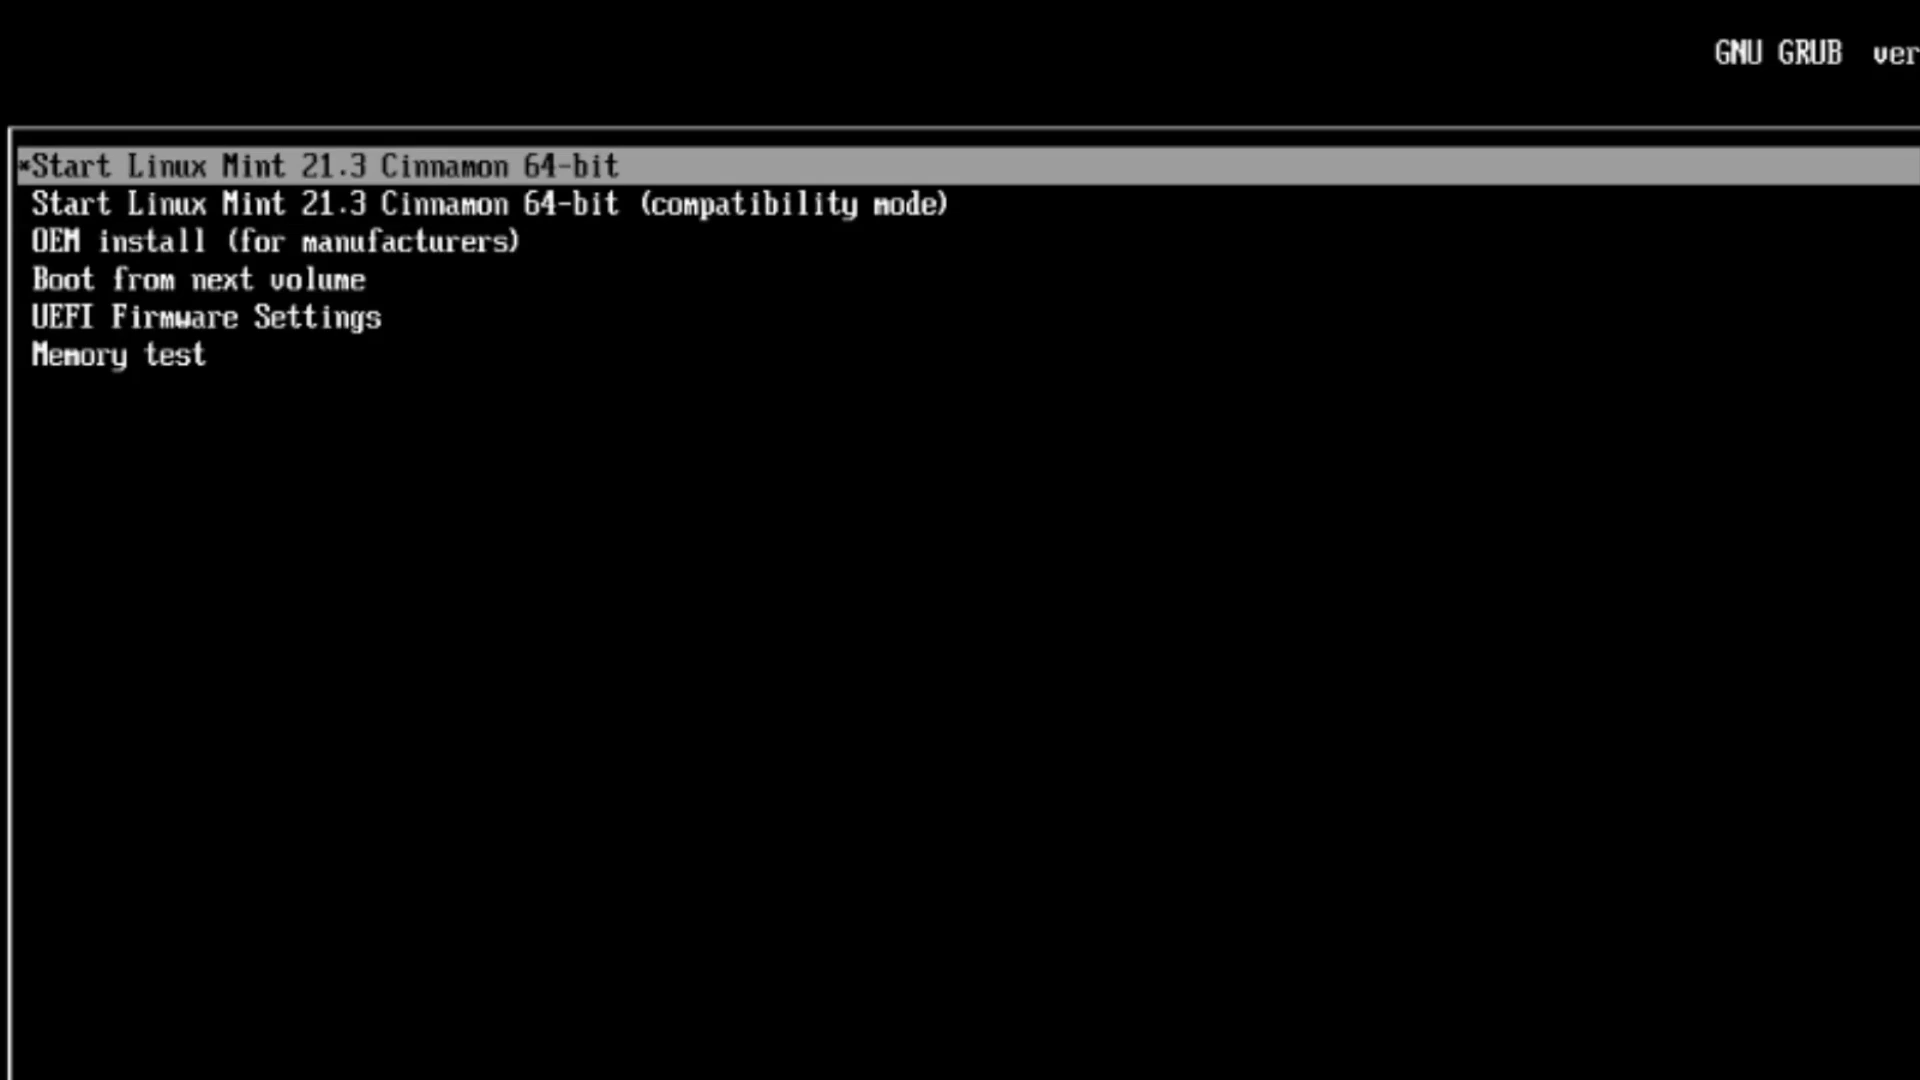 GNU GRUB ver
*Start Linux Mint 21.3 Cinnamon 64-bit
Start Linux Mint 21.3 Cinnamon 64-bit (compatibility mode)
OEM install (for manufacturers)
Boot from next volume
UEFI Firmware Settings
Memory test